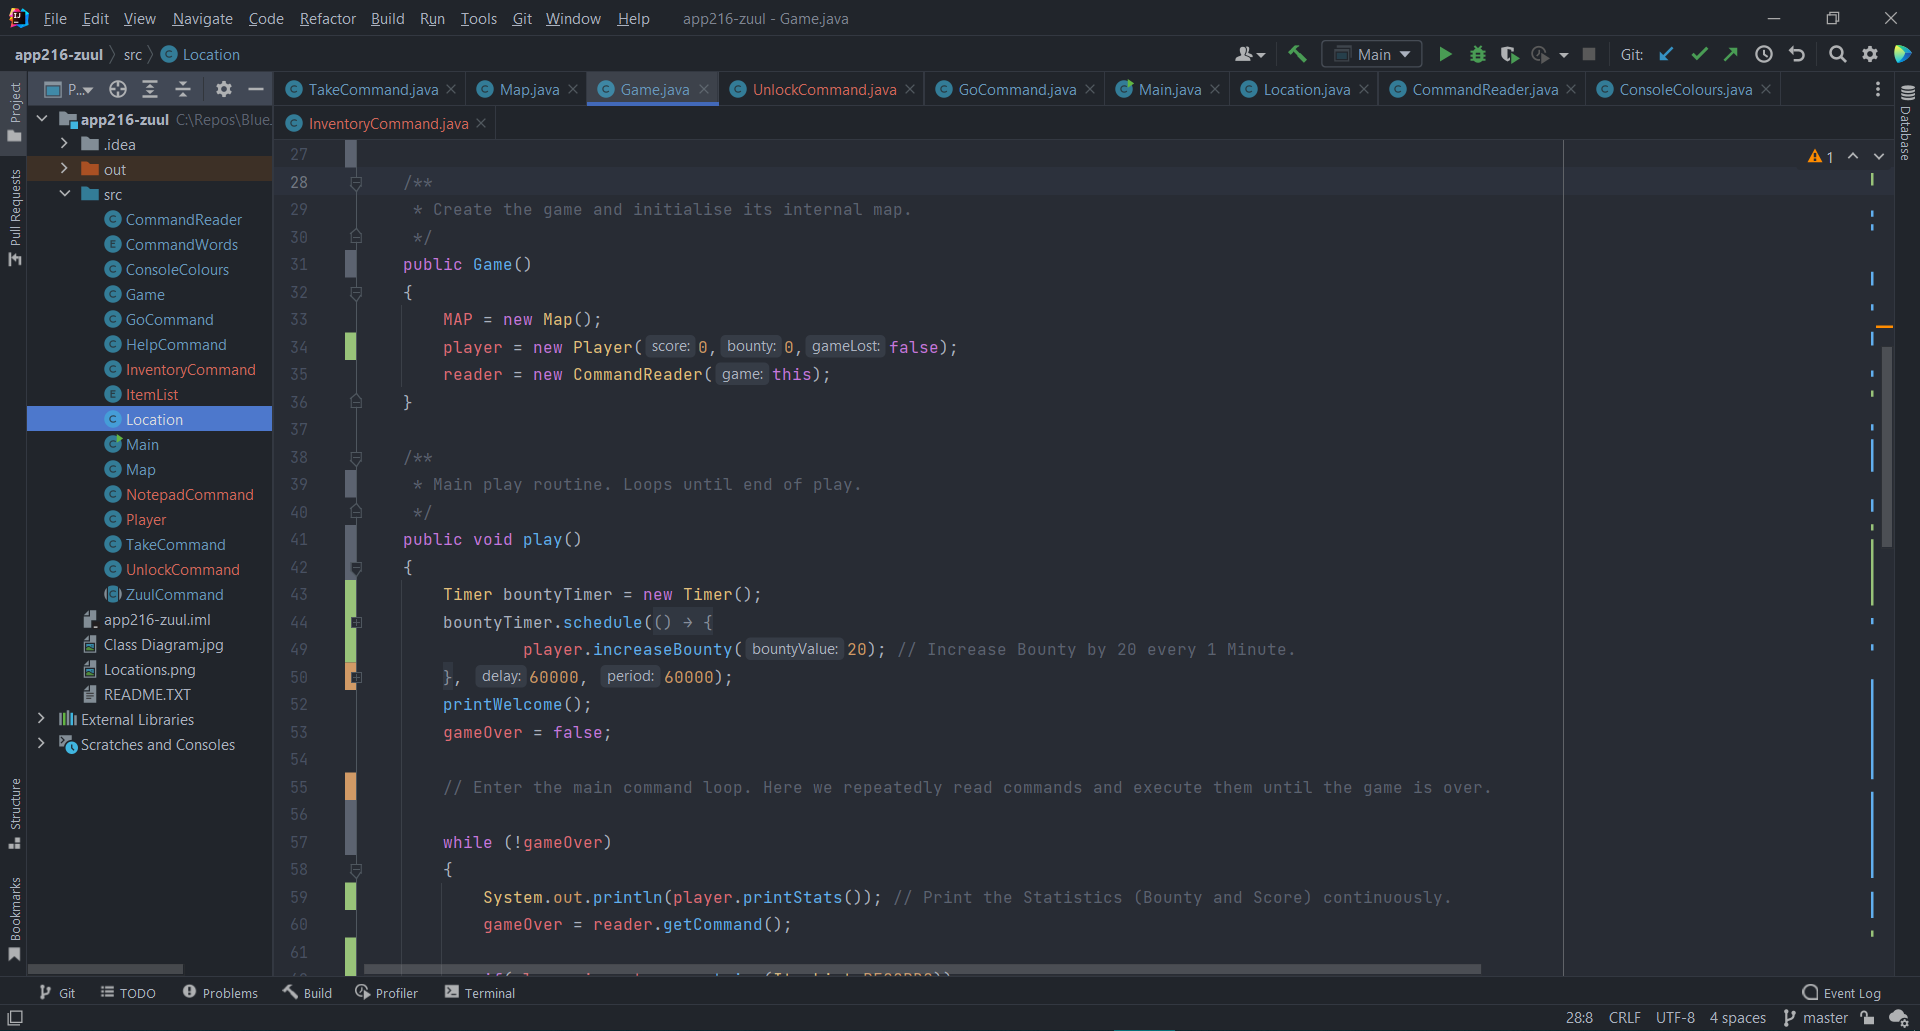 File Edit View Navigate Code Refactor Build Run Tools Git Window Help app216-zuul - Game.java
app216-zuul src Location
Main Git:
P...
TakeCommand.java Map.java Game.java UnlockCommand.java GoCommand.java Main.java Location.java CommandReader.java ConsoleColours.java
InventoryCommand.java
Project
Pull Requests
Structure
Bookmarks
Database
app216-zuul C:\Repos\Blue
.idea
out
src
CommandReader
CommandWords
ConsoleColours
Game
GoCommand
HelpCommand
InventoryCommand
ItemList
Location
Main
Map
NotepadCommand
Player
TakeCommand
UnlockCommand
ZuulCommand
app216-zuul.iml
Class Diagram.jpg
Locations.png
README.TXT
External Libraries
Scratches and Consoles
1
27
28 /**
29 * Create the game and initialise its internal map.
30 */
31 public Game()
32 {
33 MAP = new Map();
34 player = new Player( score: 0, bounty: 0, gameLost: false);
35 reader = new CommandReader( game: this);
36 }
37
38 /**
39 * Main play routine. Loops until end of play.
40 */
41 public void play()
42 {
43 Timer bountyTimer = new Timer();
44 bountyTimer.schedule(() → {
49 player.increaseBounty( bountyValue: 20); // Increase Bounty by 20 every 1 Minute.
50 }, delay: 60000, period: 60000);
52 printWelcome();
53 gameOver = false;
54
55 // Enter the main command loop. Here we repeatedly read commands and execute them until the game is over.
56
57 while (!gameOver)
58 {
59 System.out.println(player.printStats()); // Print the Statistics (Bounty and Score) continuously.
60 gameOver = reader.getCommand();
61
Git TODO Problems Build Profiler Terminal Event Log
28:8 CRLF UTF-8 4 spaces master